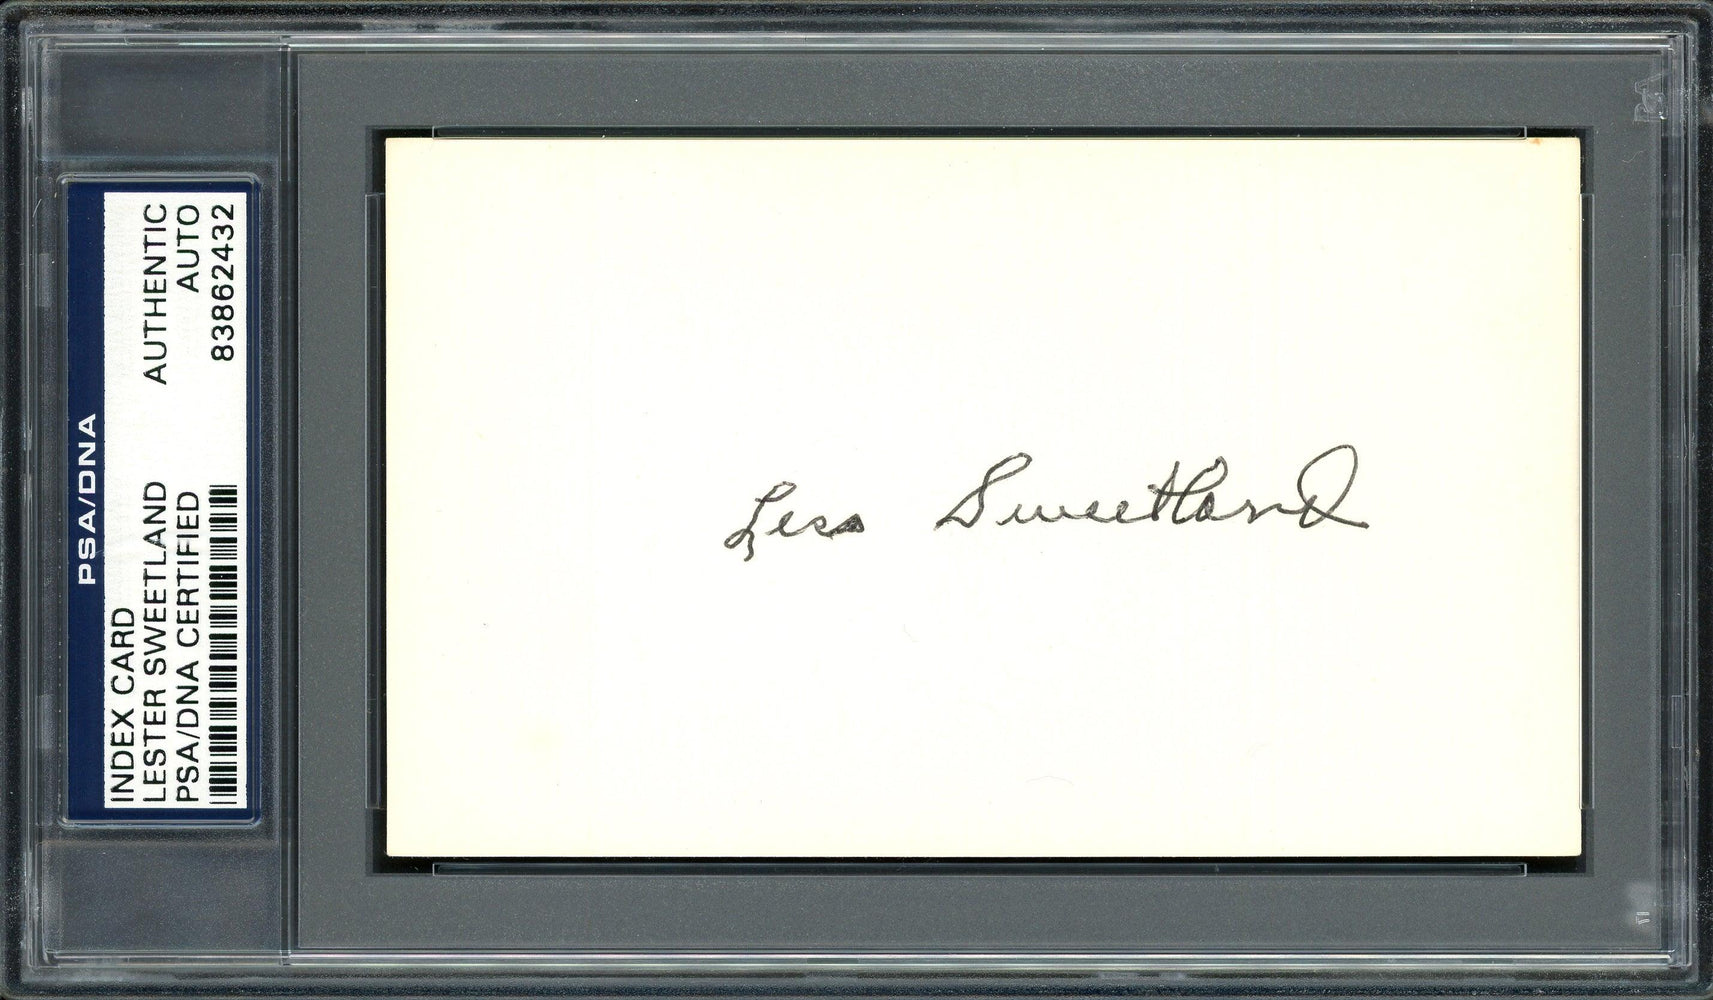 PSA/DNA
INDEX CARD
LESTER SWEETLAND AUTHENTIC
PSA/DNA CERTIFIED AUTO
83862432
Less Sweetland